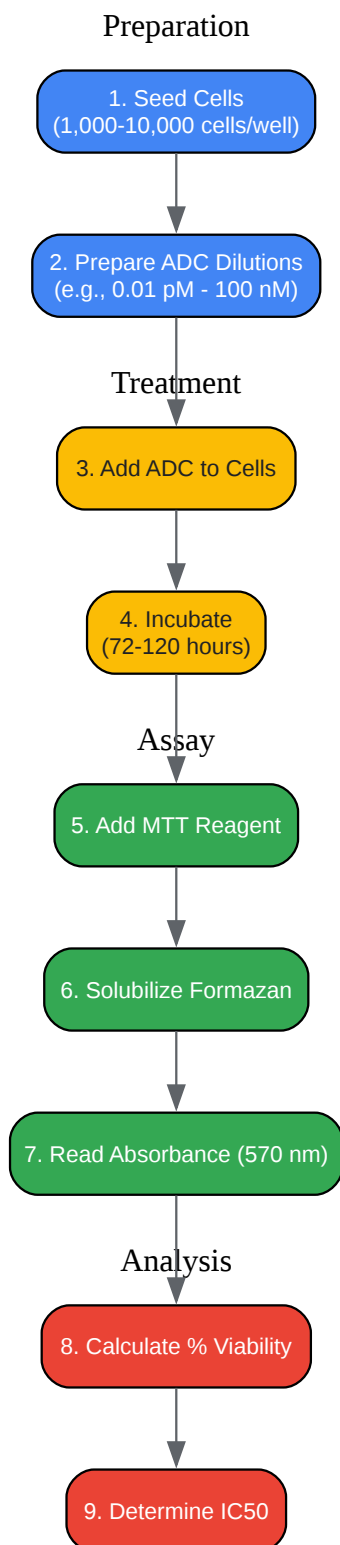 Preparation
1. Seed Cells
(1,000-10,000 cells/well)
2. Prepare ADC Dilutions
(e.g., 0.01 pM - 100 nM)
Treatment
3. Add ADC to Cells
4. Incubate
(72-120 hours)
Assay
5. Add MTT Reagent
6. Solubilize Formazan
7. Read Absorbance (570 nm)
Analysis
8. Calculate % Viability
9. Determine IC50